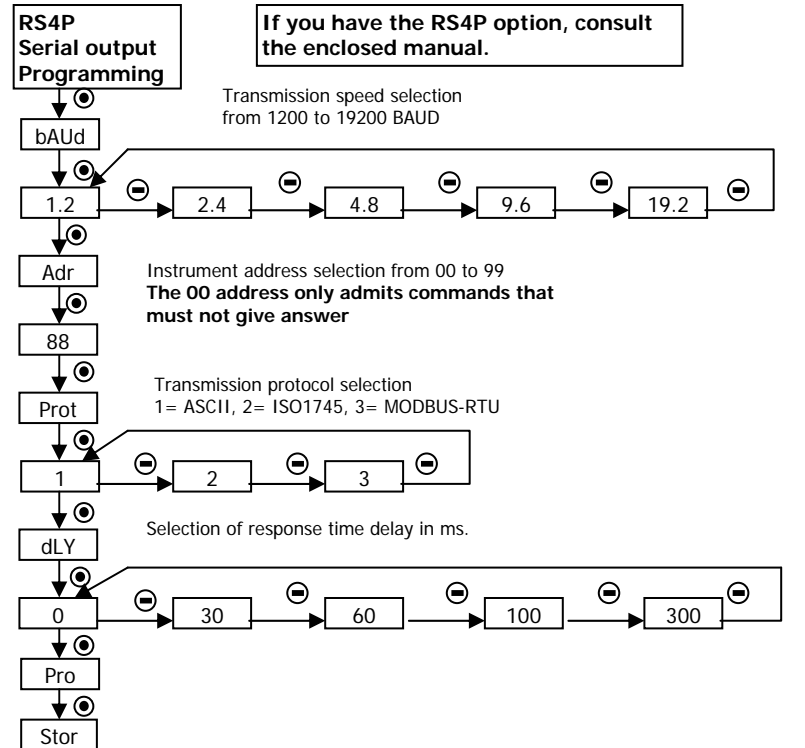 RS4P
Serial output
Programming
If you have the RS4P option, consult
the enclosed manual.
Transmission speed selection
from 1200 to 19200 BAUD
bAUd
1.2
2.4
4.8
9.6
19.2
Adr
Instrument address selection from 00 to 99
The 00 address only admits commands that
must not give answer
88
Transmission protocol selection
1= ASCII, 2= ISO1745, 3= MODBUS-RTU
Prot
1
2
3
Selection of response time delay in ms.
dLY
0
30
60
100
300
Pro
Stor